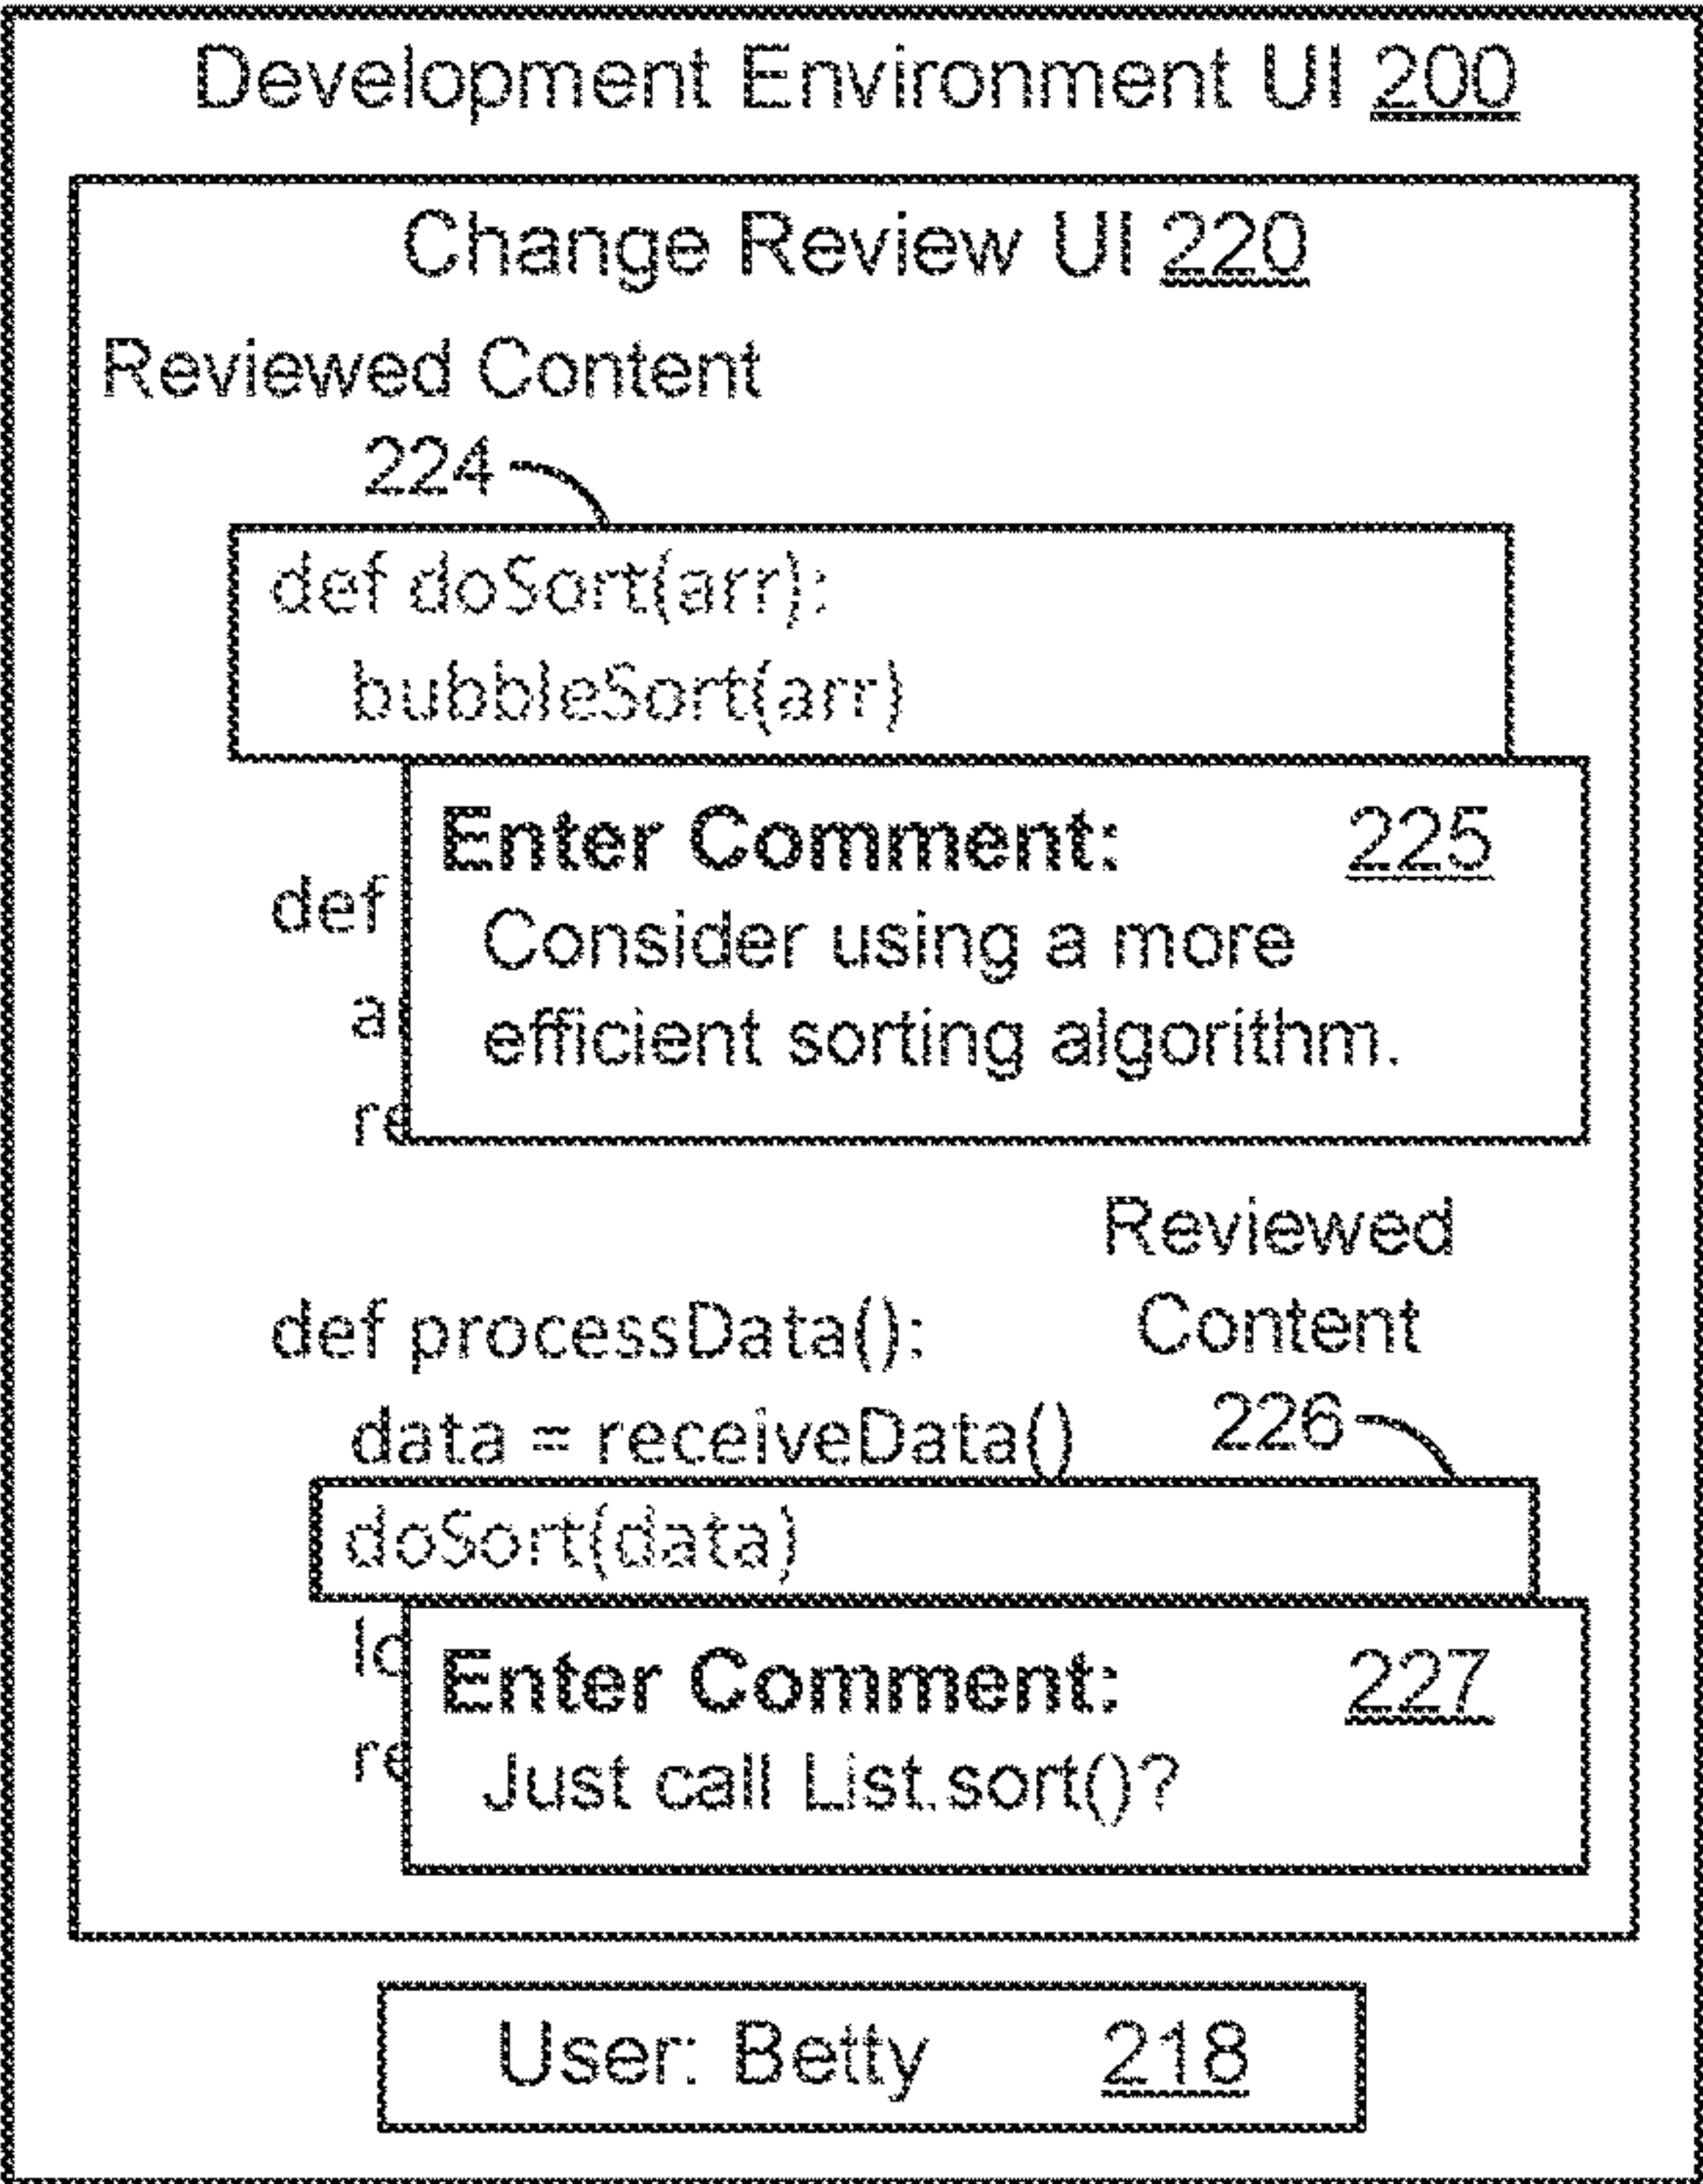 Development Environment UI 200
Change Review UI 220
Reviewed Content
224
def doSort(arr):
bubbleSort(arr)
Enter Comment: 225
def
Consider using a more
efficient sorting algorithm.
Reviewed
Content
226
def processData():
data = receiveData()
doSort(data)
Enter Comment: 227
Just call List.sort()?
User: Betty 218